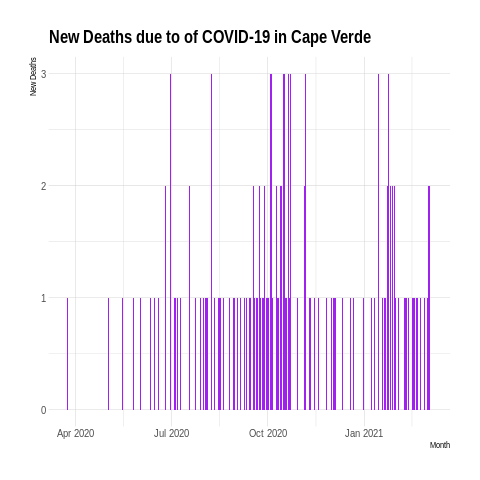 New Deaths due to of COVID-19 in Cape Verde
New Deaths
3
2
1
0
Apr 2020
Jul 2020
Oct 2020
Jan 2021
Month